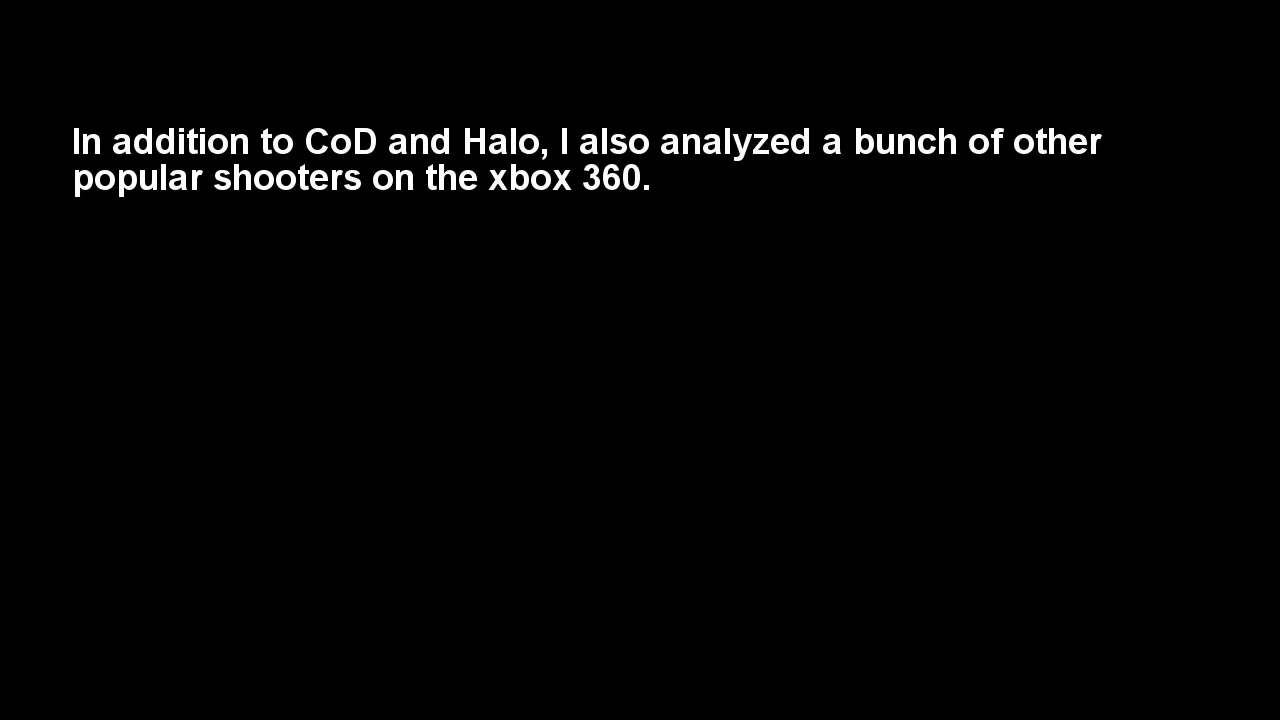 In addition to CoD and Halo, I also analyzed a bunch of other
popular shooters on the xbox 360.